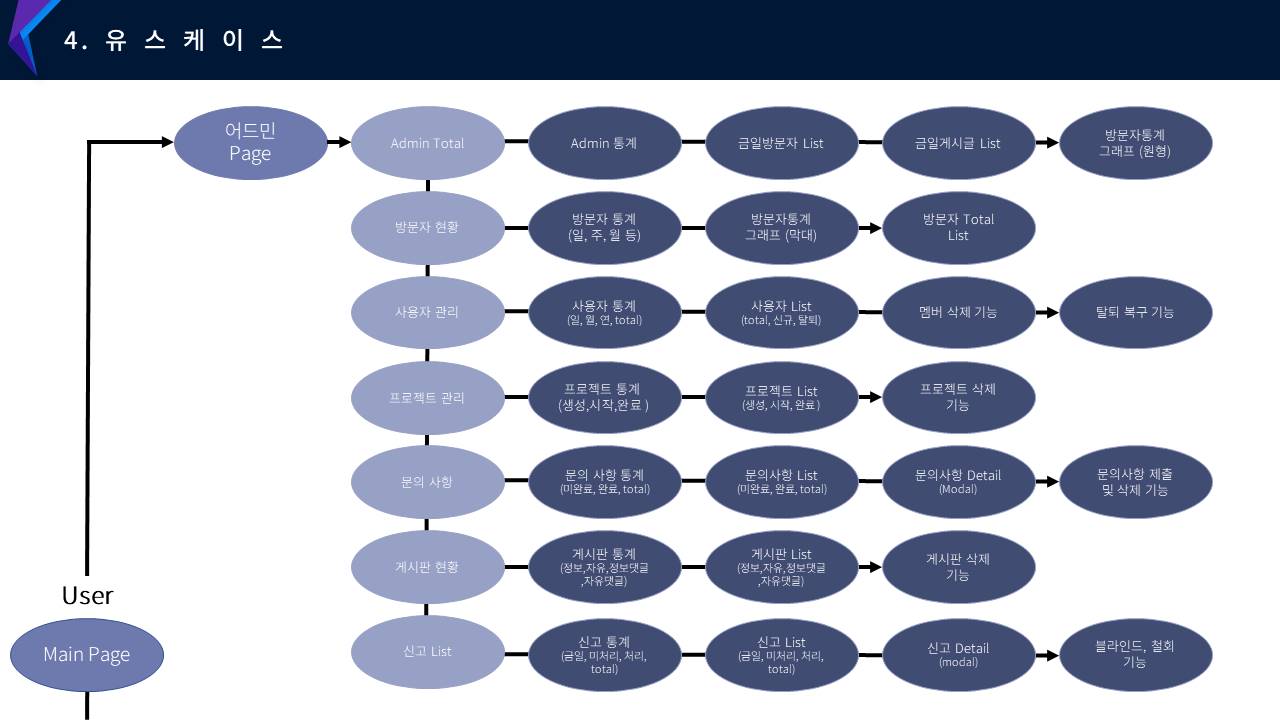 4. 유 스 케 이 스
어드민
Page
Admin Total
Admin 통계
금일방문자 List
금일게시글 List
방문자통계
그래프 (원형)
방문자 현황
방문자 통계
(일, 주, 월 등)
방문자통계
그래프 (막대)
방문자 Total
List
사용자 관리
사용자 통계
(일, 월, 연, total)
사용자 List
(total, 신규, 탈퇴)
멤버 삭제 기능
탈퇴 복구 기능
프로젝트 관리
프로젝트 통계
(생성,시작,완료 )
프로젝트 List
(생성, 시작, 완료 )
프로젝트 삭제
기능
문의 사항
문의 사항 통계
(미완료, 완료, total)
문의사항 List
(미완료, 완료, total)
문의사항 Detail
(Modal)
문의사항 제출
및 삭제 기능
게시판 현황
게시판 통계
(정보,자유,정보댓글
,자유댓글)
게시판 List
(정보,자유,정보댓글
,자유댓글)
게시판 삭제
기능
User
Main Page
신고 List
신고 통계
(금일, 미처리, 처리,
total)
신고 List
(금일, 미처리, 처리,
total)
신고 Detail
(modal)
블라인드, 철회
기능